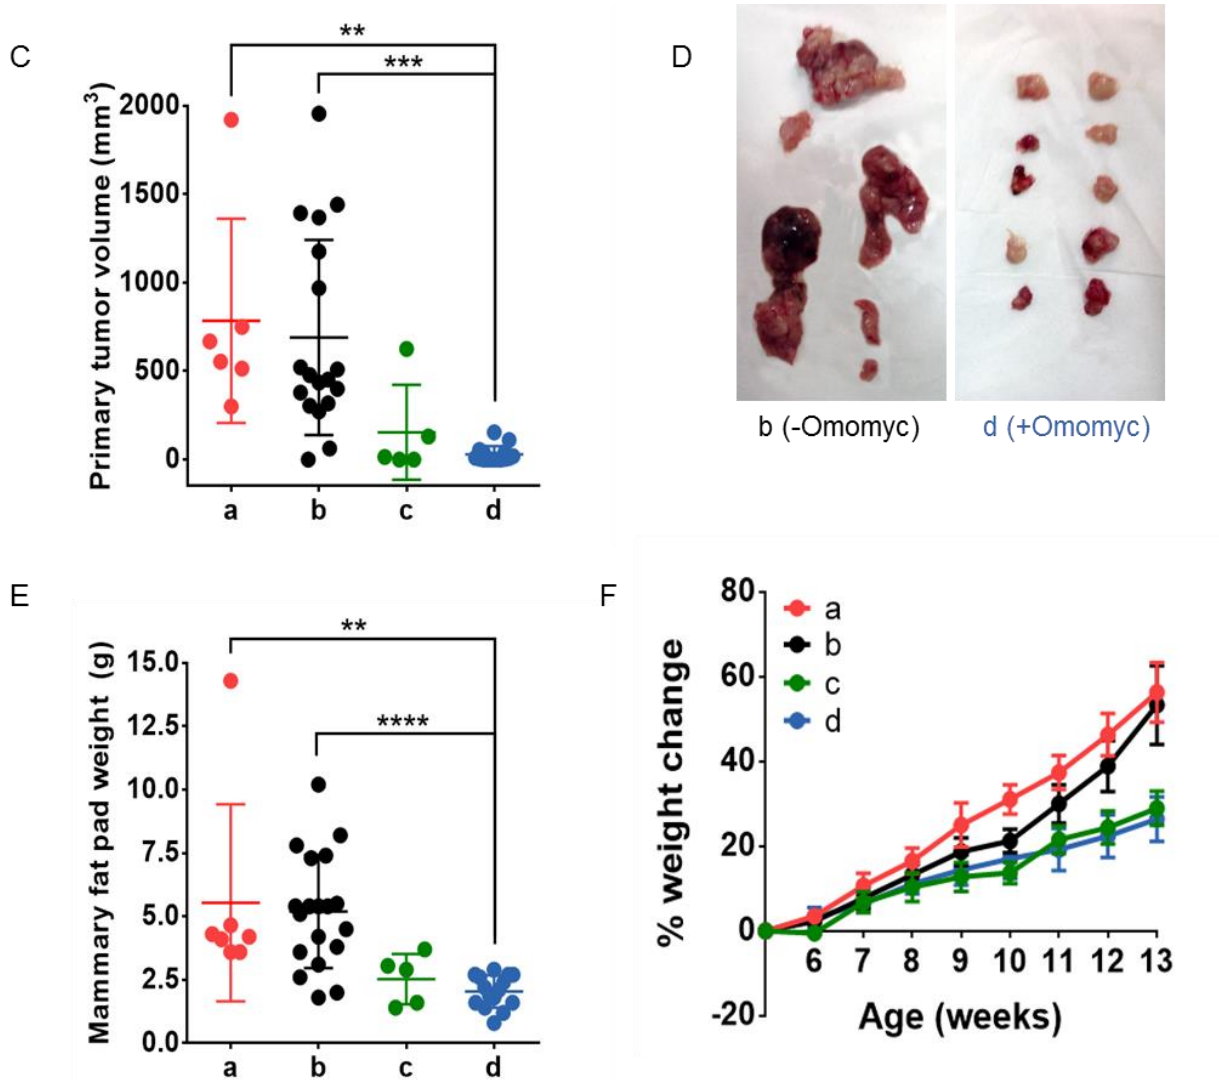 C
**
***
Primary tumor volume (mm³)
2000
1500
1000
500
0
a b c d
D
b (-Omomyc) d (+Omomyc)
E
**
****
Mammary fat pad weight (g)
15.0
12.5
10.0
7.5
5.0
2.5
0.0
a b c d
F
% weight change
80
60
40
20
0
-20
a
b
c
d
6 7 8 9 10 11 12 13
Age (weeks)